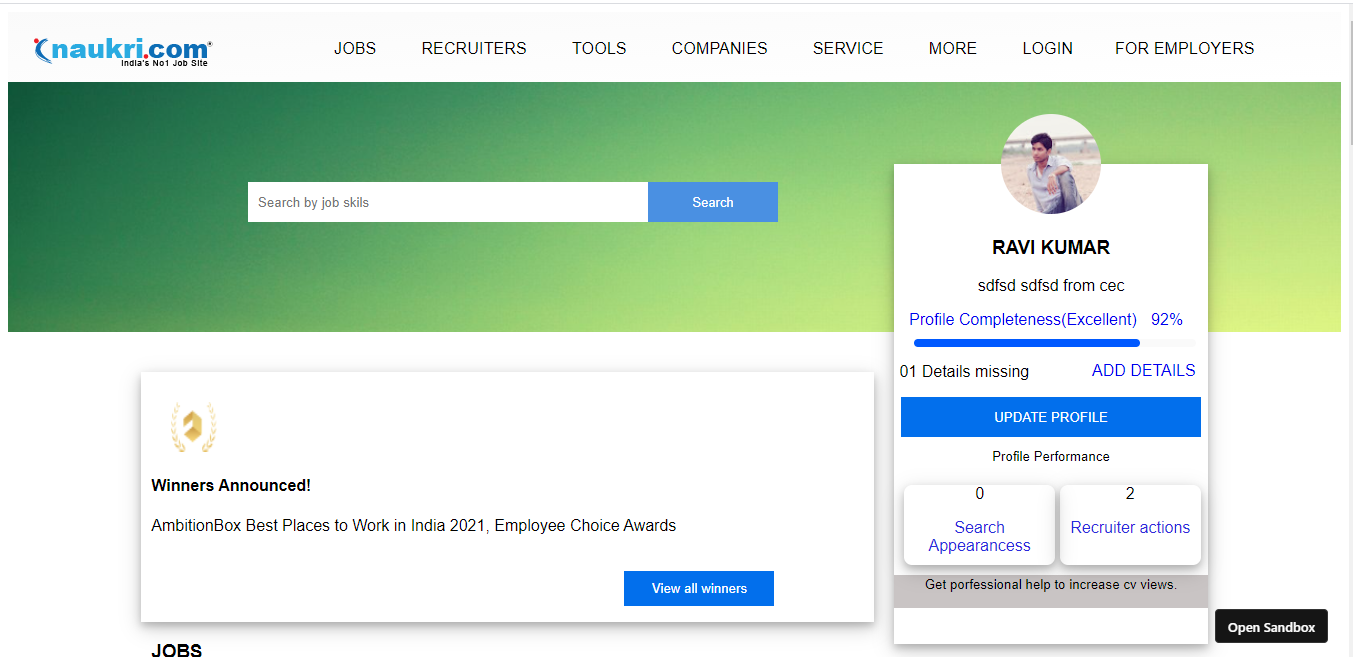 naukri.com
India's No1 Job Site
JOBS RECRUITERS TOOLS COMPANIES SERVICE MORE LOGIN FOR EMPLOYERS
Search by job skils
Search
RAVI KUMAR
sdfsd sdfsd from cec
Profile Completeness(Excellent) 92%
01 Details missing ADD DETAILS
UPDATE PROFILE
Profile Performance
0
Search
Appearancess
2
Recruiter actions
Get porfessional help to increase cv views.
Winners Announced!
AmbitionBox Best Places to Work in India 2021, Employee Choice Awards
View all winners
JOBS
Open Sandbox